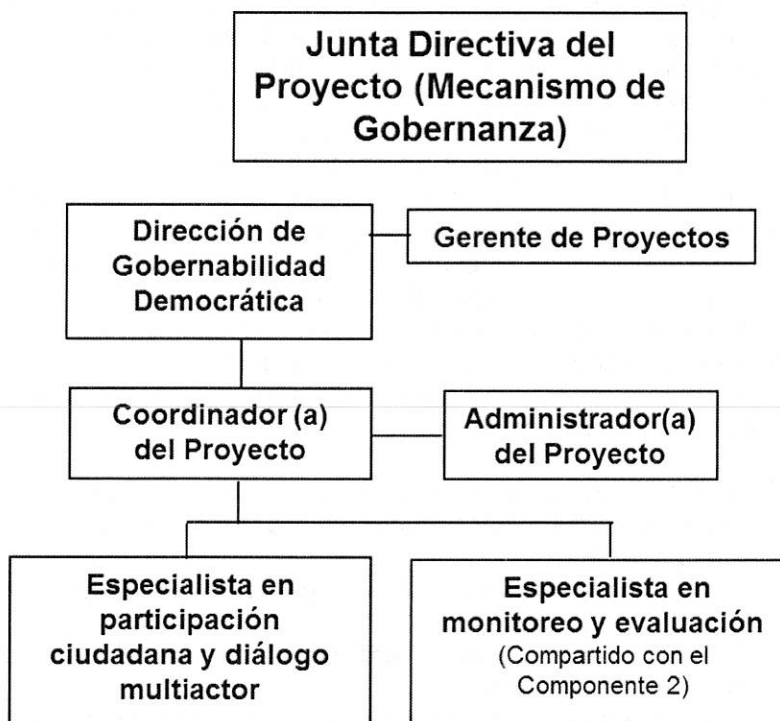 Junta Directiva del
Proyecto (Mecanismo de
Gobernanza)
Dirección de
Gobernabilidad
Democrática
Gerente de Proyectos
Coordinador (a)
del Proyecto
Administrador(a)
del Proyecto
Especialista en
participación
ciudadana y diálogo
multiactor
Especialista en
monitoreo y evaluación
(Compartido con el
Componente 2)